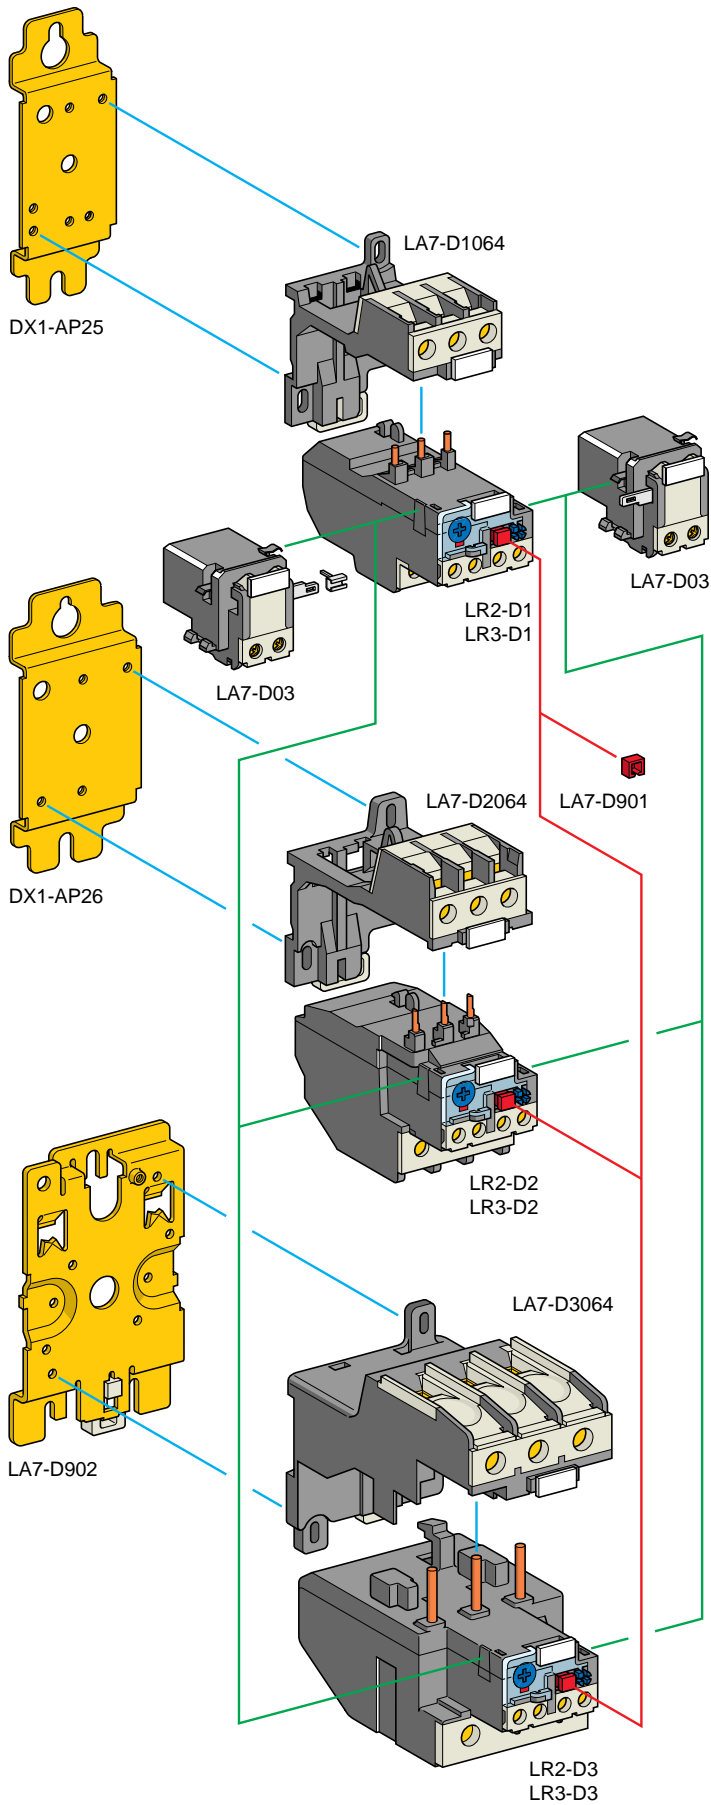 LA7-D1064
DX1-AP25
LA7-D03
LR2-D1
LR3-D1
LA7-D03
LA7-D2064
LA7-D901
DX1-AP26
LR2-D2
LR3-D2
LA7-D3064
LA7-D902
LR2-D3
LR3-D3